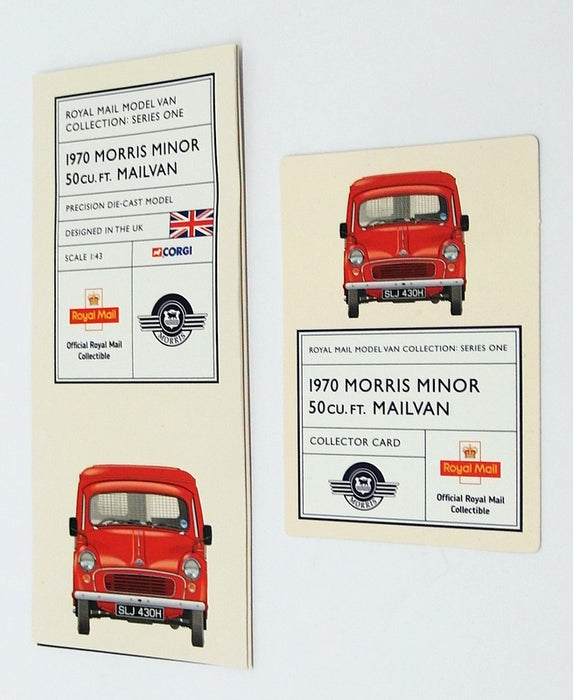 ROYAL MAIL MODEL VAN
COLLECTION: SERIES ONE
1970 MORRIS MINOR
50CU. FT. MAILVAN
PRECISION DIE-CAST MODEL
DESIGNED IN THE UK
SCALE 1:43
CORGI
Royal Mail
Official Royal Mail
Collectible
MORRIS
SLJ 430H
SLJ 430H
ROYAL MAIL MODEL VAN COLLECTION: SERIES ONE
1970 MORRIS MINOR
50CU. FT. MAILVAN
COLLECTOR CARD
MORRIS
Royal Mail
Official Royal Mail
Collectible